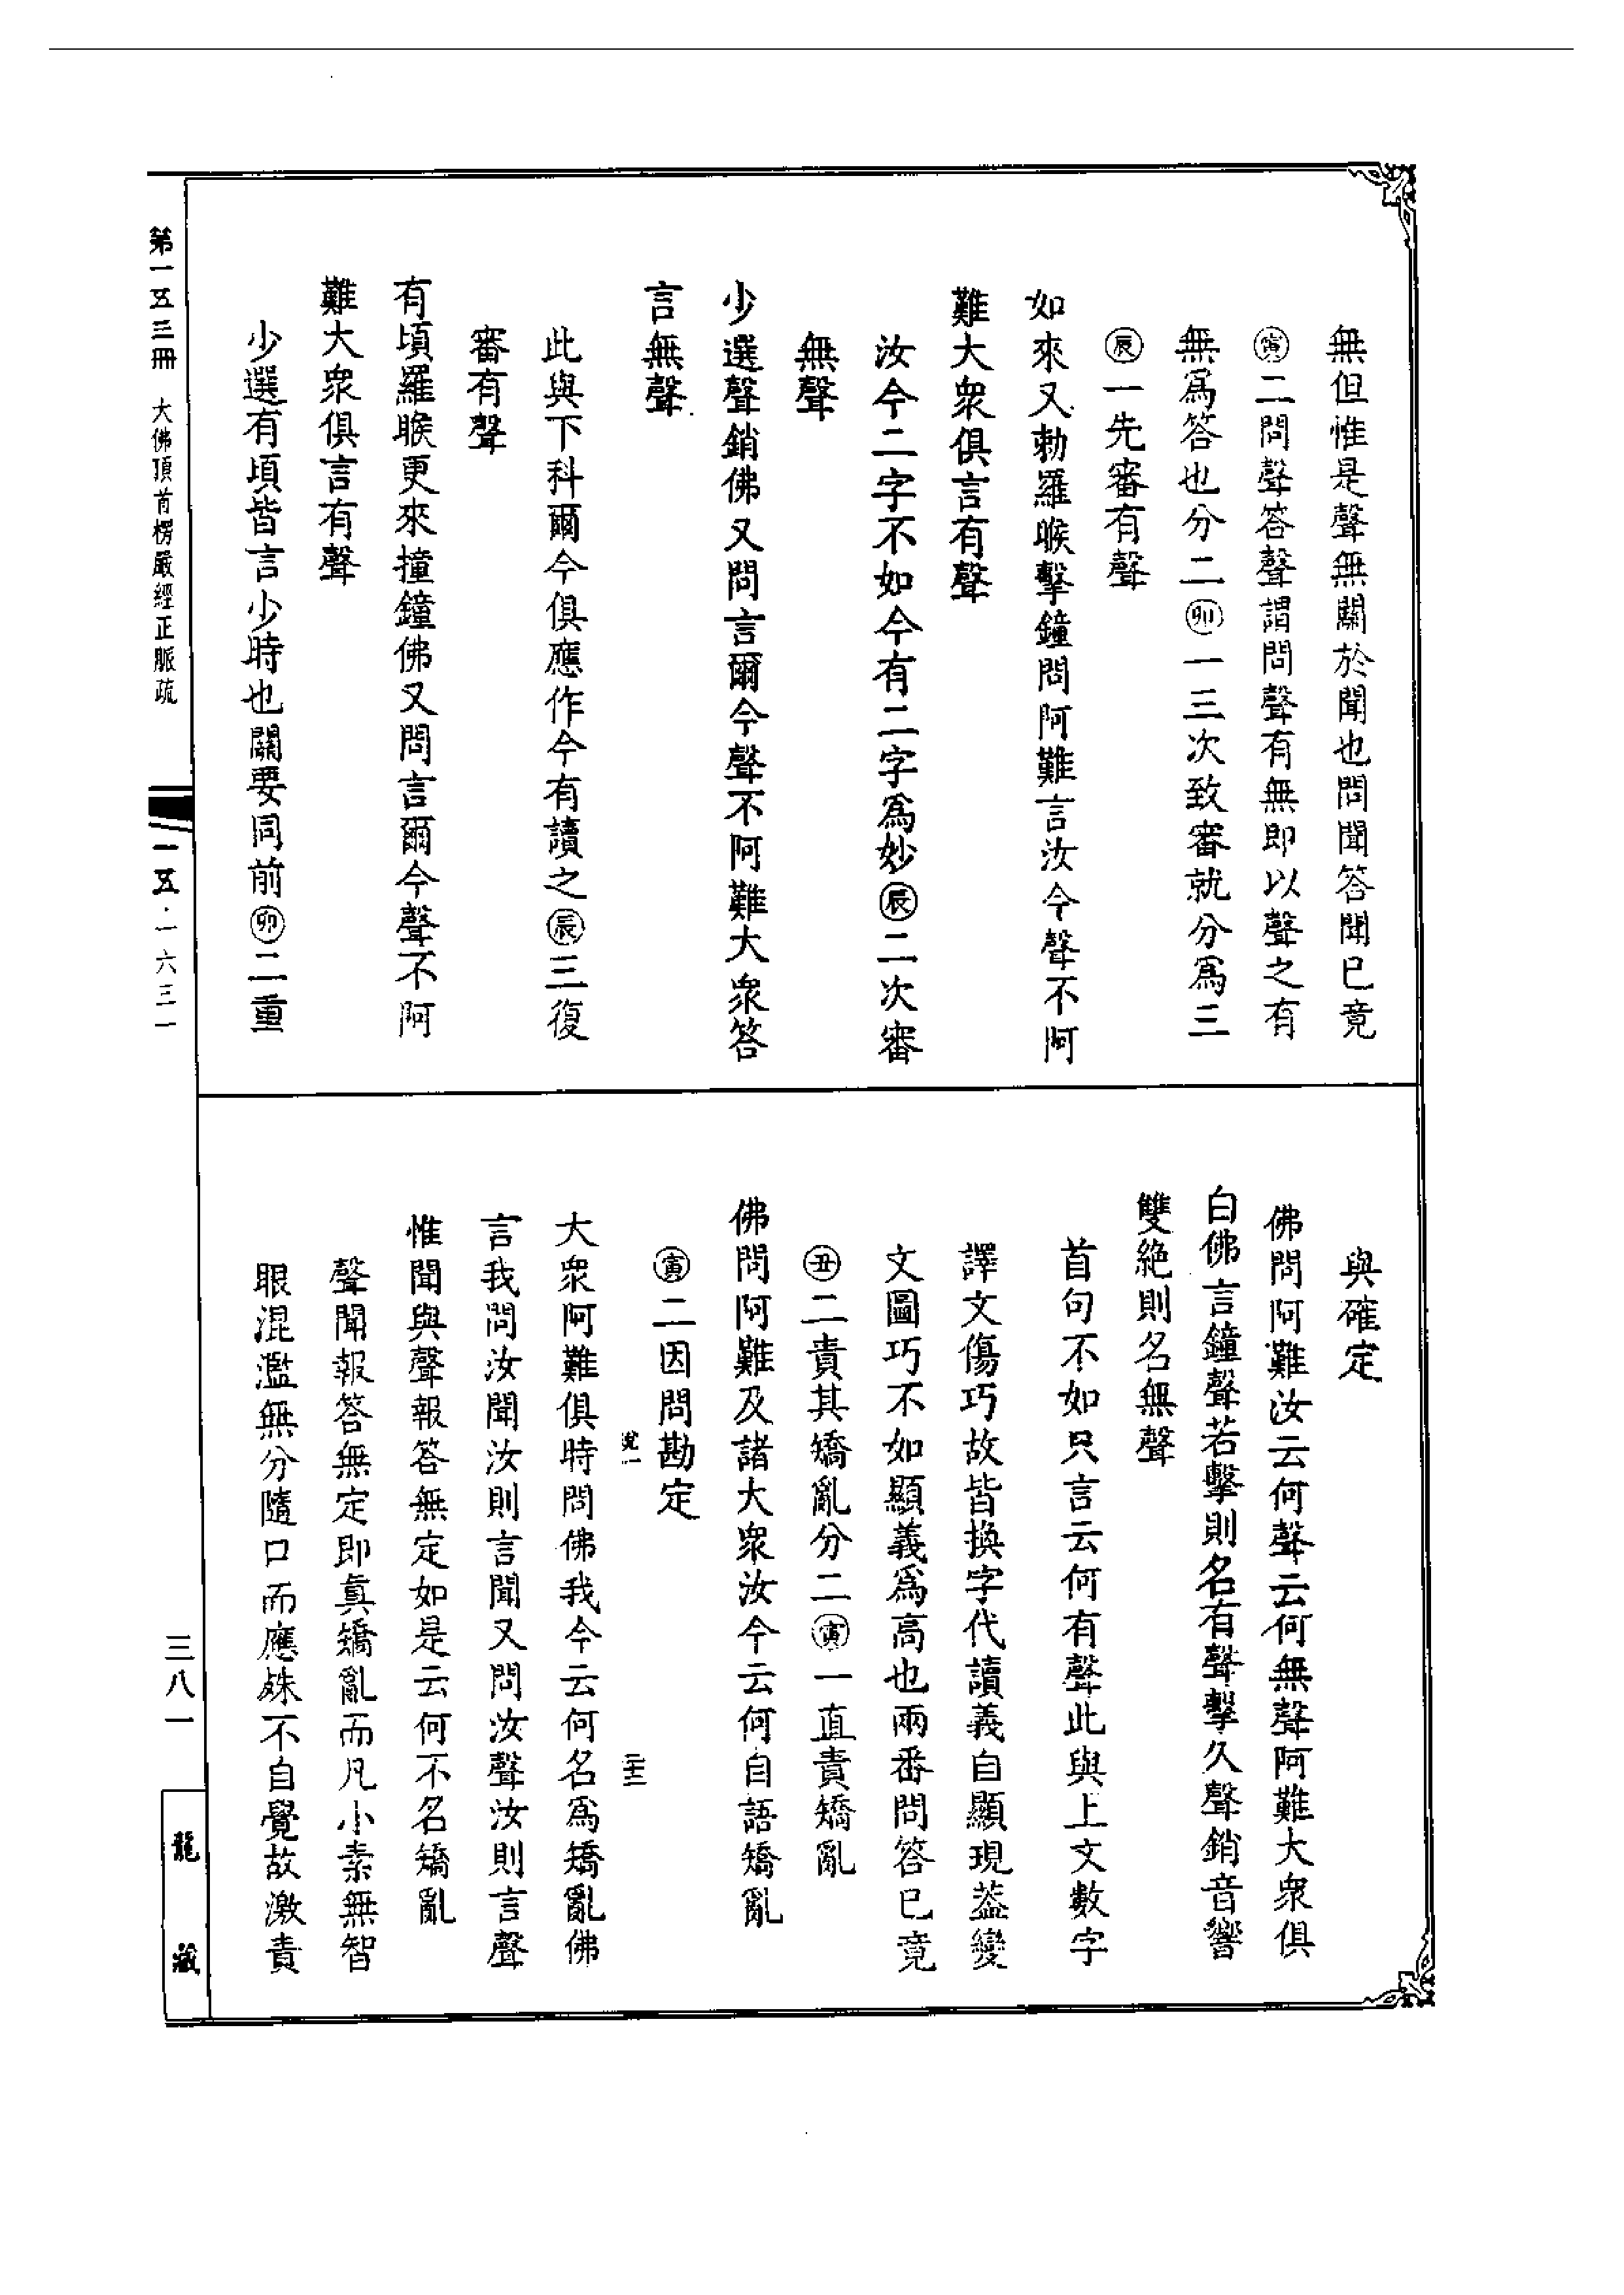 無但惟是聲無關於聞也問聞答聞已竟
㊞寅二問聲答聲謂問聲有無即以聲之有
無為答也分二卯一三次致審就分為三
辰一先審有聲
如來又勅羅睺擊鐘問阿難言汝今聲不阿
難大衆俱言有聲
汝今二字不如今有二字為妙辰二次審
無聲
少選聲銷佛又問言爾今聲不阿難大衆答
言無聲
此與下科爾今俱應作今有讀之辰三復
審有聲
有頃羅睺更來撞鐘佛又問言爾今聲不阿
難大衆俱言有聲
少選有頃皆言少時也關要同前卯二重
與確定
佛問阿難汝云何聲云何無聲阿難大衆俱
白佛言鐘聲若擊則名有聲擊久聲銷音響
雙絶則名無聲
首句不如只言云何有聲此與上文數字
譯文傷巧故皆換字代讀義自顯現葢變
文圖巧不如顯義為高也兩番問答已竟
丑二責其矯亂分二寅一直責矯亂
佛問阿難及諸大衆汝今云何自語矯亂
寅二因問勘定
大衆阿難俱時問佛我今云何名為矯亂佛
言我問汝聞汝則言聞又問汝聲汝則言聲
惟聞與聲報答無定如是云何不名矯亂
聲聞報答無定即真矯亂而凡小素無智
眼混濫無分隨口而應殊不自覺故激責
第一五三冊 大佛頂首楞嚴經正脈疏
一五·一六三一
三八一
龍藏